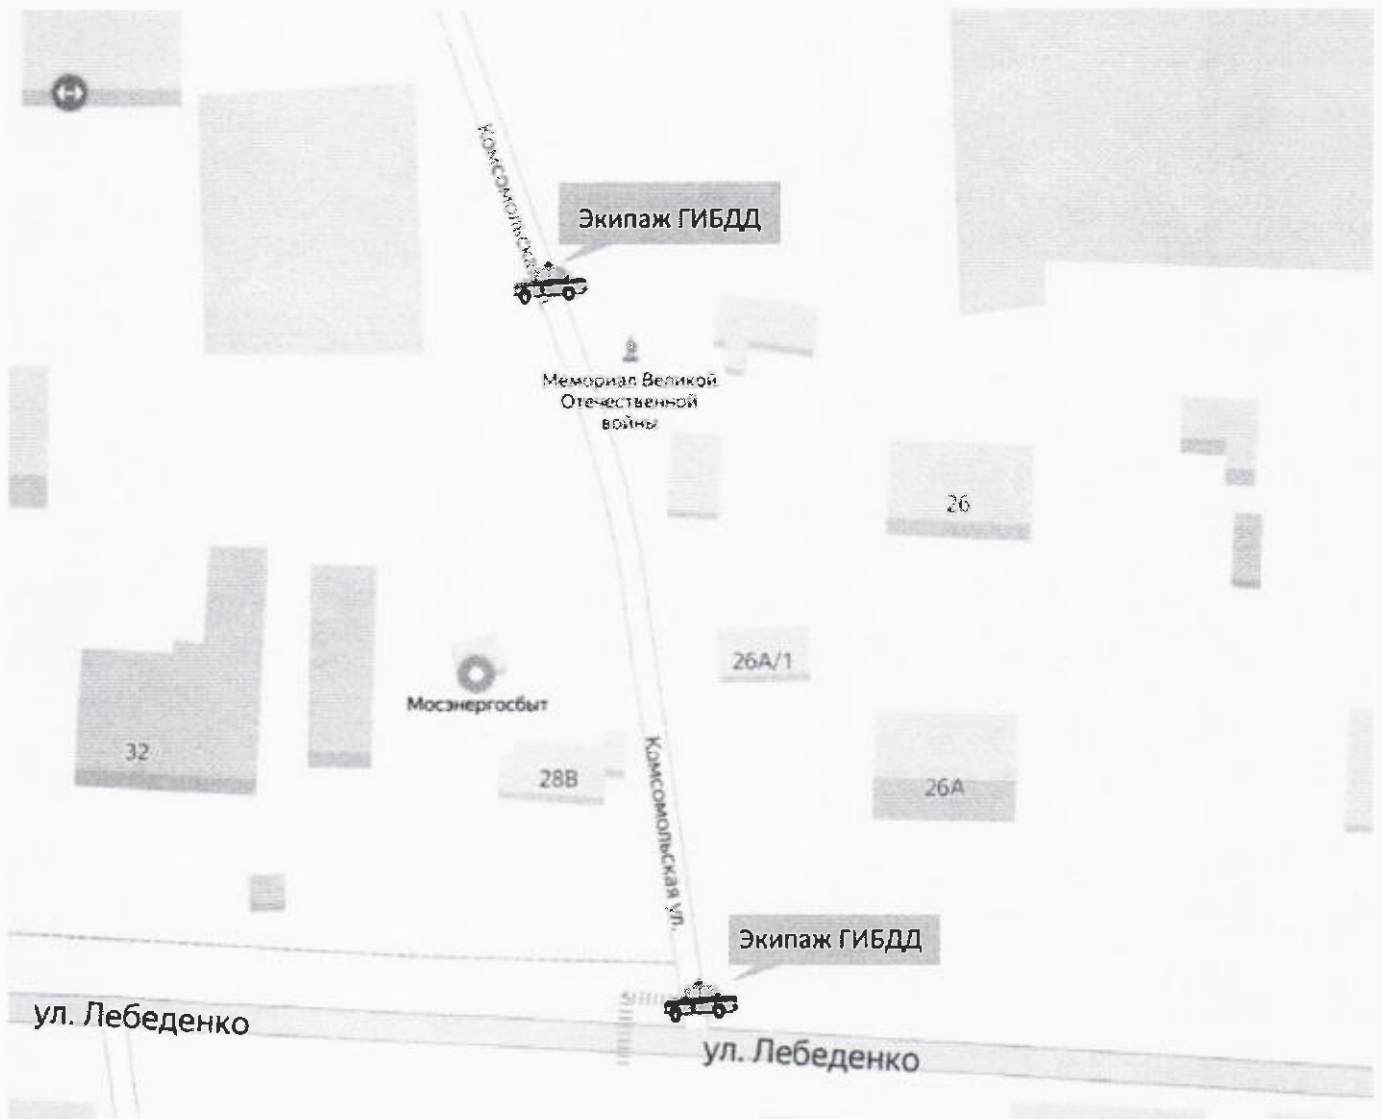 Комсомольская
Экипаж ГИБДД
Мемориал Великой
Отечественной
войны
26
26А/1
Мосэнергосбыт
32
28В
26А
Комсомольская ул.
Экипаж ГИБДД
ул. Лебеденко
ул. Лебеденко